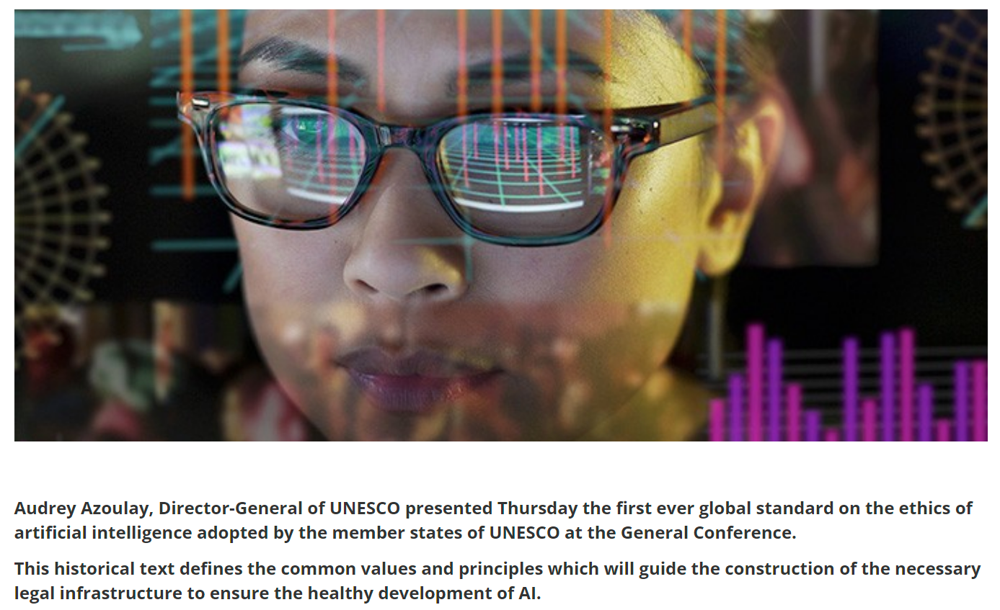 Audrey Azoulay, Director-General of UNESCO presented Thursday the first ever global standard on the ethics of
artificial intelligence adopted by the member states of UNESCO at the General Conference.
This historical text defines the common values and principles which will guide the construction of the necessary
legal infrastructure to ensure the healthy development of AI.